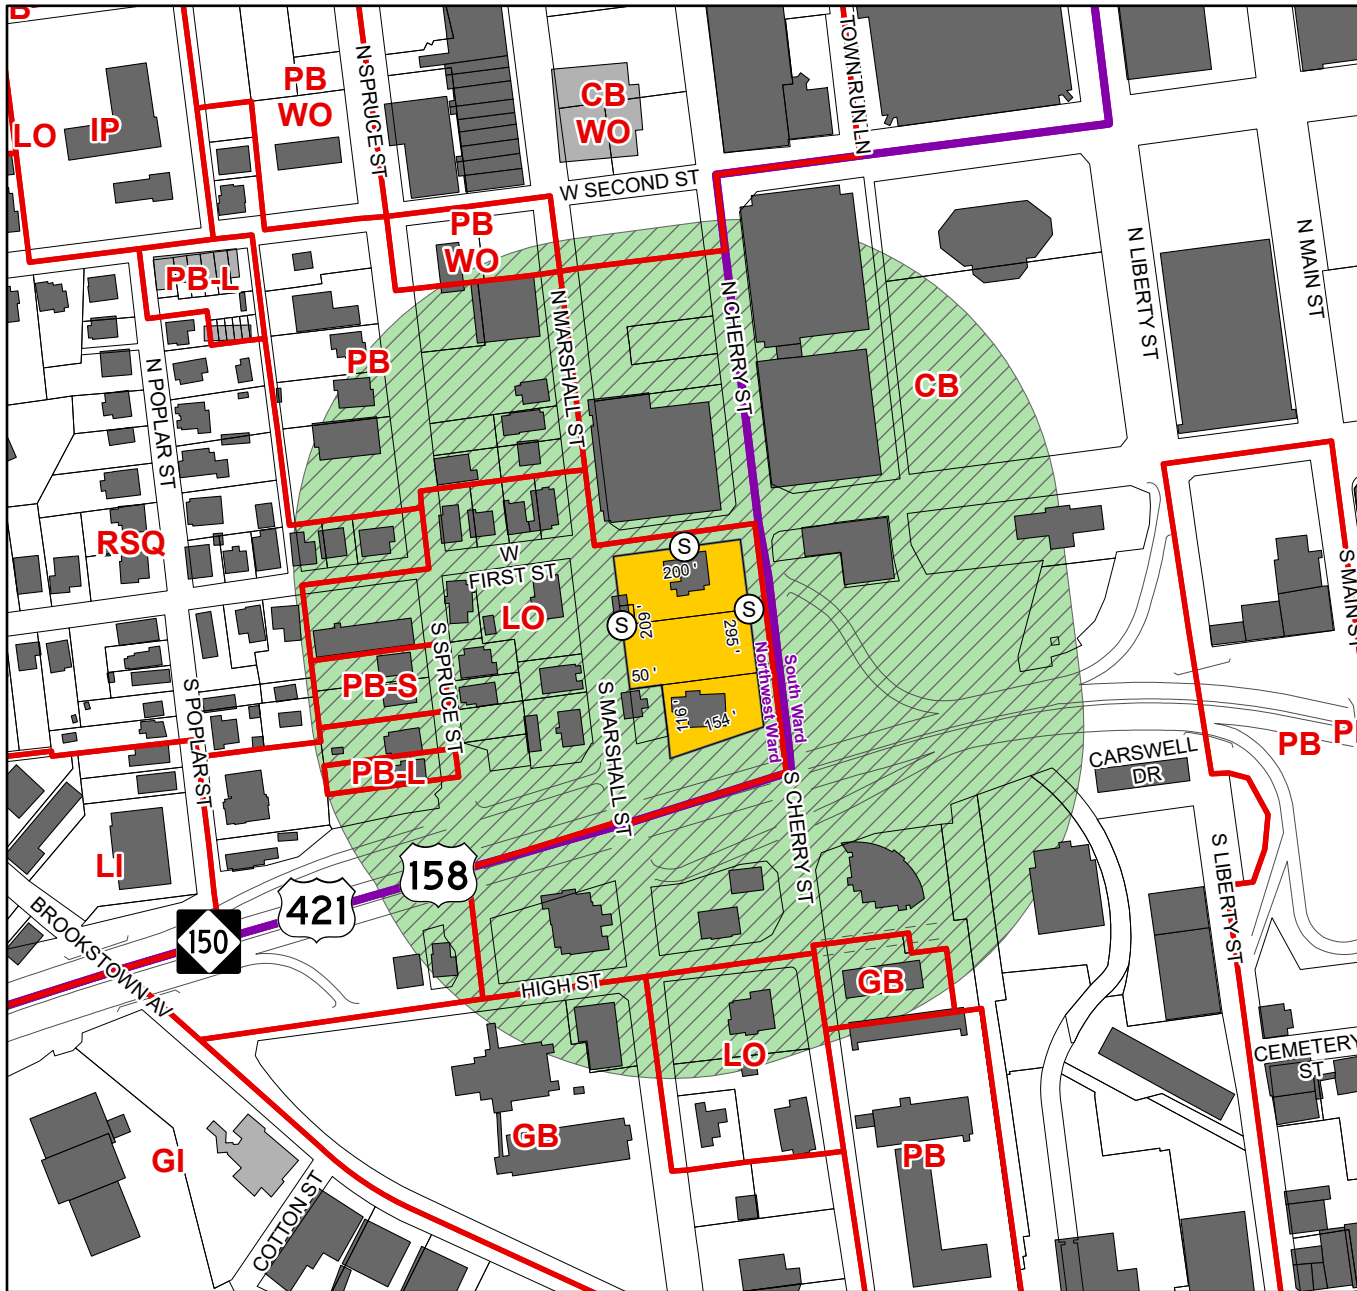 B
N SPRUCE ST
TOWN RUN LN
PB
WO
CB
WO
LO
IP
W SECOND ST
PB
WO
PB-L
N MARSHALL ST
N CHERRY ST
N LIBERTY ST
N MAIN ST
N POPLAR ST
PB
CB
RSQ
W
FIRST ST
LO
S
200 '
S
S
209 '
295 '
50 '
116 '
154 '
South Ward
Northwest Ward
S MAIN ST
PB-S
S SPRUCE ST
S POPLAR ST
S MARSHALL ST
PB-L
PB
CARSWELL
DR
S CHERRY ST
LI
158
421
150
BROOKSTOWN AV
S LIBERTY ST
HIGH ST
GB
LO
CEMETERY
ST
GB
PB
GI
COTTON ST